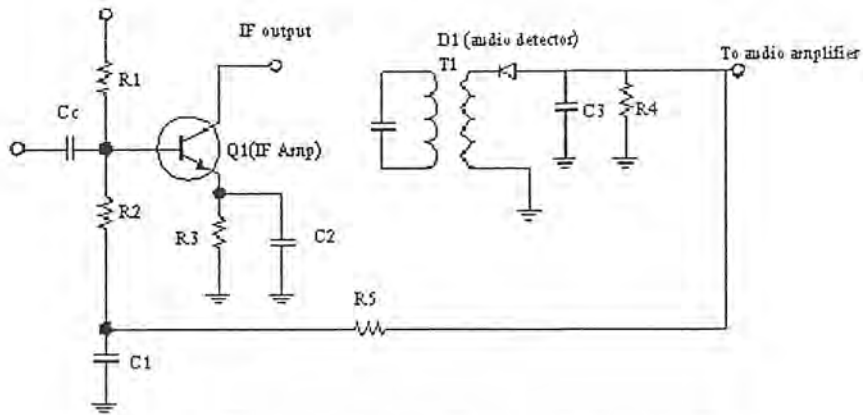 IF output
D1 (audio detector)
T1
To audio amplifier
R1
Cc
C3
R4
Q1(IF Amp)
R2
R3
C2
R5
C1